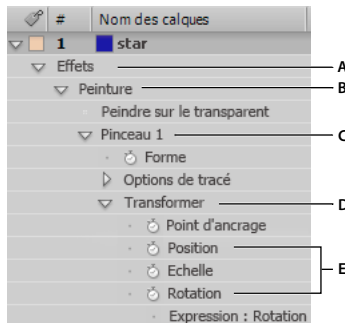 # Nom des calques
1 star
Effets A
Peinture B
Peindre sur le transparent
Pinceau 1 C
Forme
Options de tracé
Transformer D
Point d'ancrage
Position
Echelle E
Rotation
Expression : Rotation